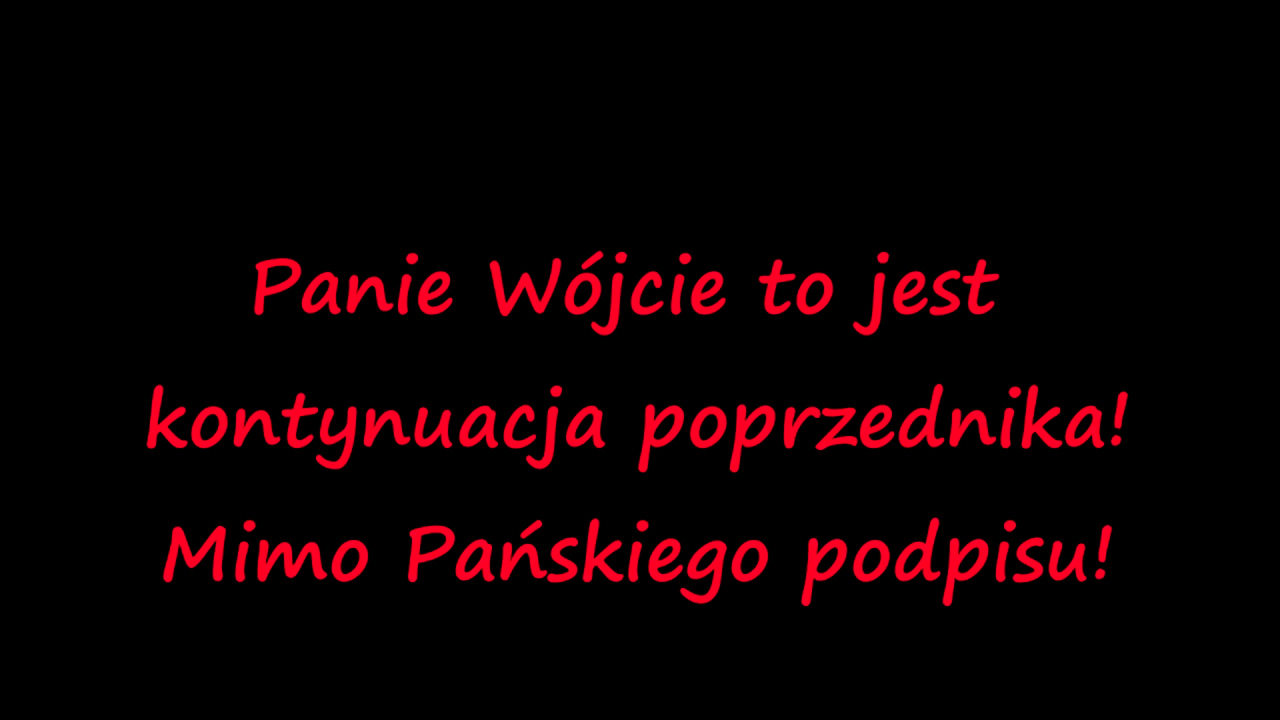 Panie Wójcie to jest
kontynuacja poprzednika!
Mimo Pańskiego podpisu!